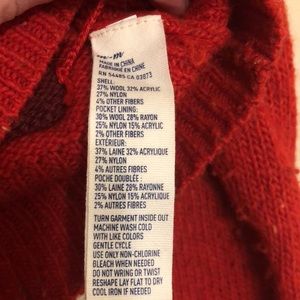 MADE IN CHINA
FABRIQUÉ EN CHINE
RN 54485 CA 03873
SHELL
37% WOOL 32% ACRYLIC
27% NYLON
4% OTHER FIBERS
POCKET LINING:
30% WOOL 28% RAYON
25% NYLON 15% ACRYLIC
2% OTHER FIBERS
EXTÉRIEUR:
37% LAINE 32% ACRYLIQUE
27% NYLON
4% AUTRES FIBRES
POCHE DOUBLÉE:
30% LAINE 28% RAYONNE
25% NYLON 15% ACRYLIQUE
2% AUTRES FIBRES
TURN GARMENT INSIDE OUT
MACHINE WASH COLD
WITH LIKE COLORS
GENTLE CYCLE
USE ONLY NON-CHLORINE
BLEACH WHEN NEEDED
DO NOT WRING OR TWIST
RESHAPE LAY FLAT TO DRY
COOL IRON IF NEEDED